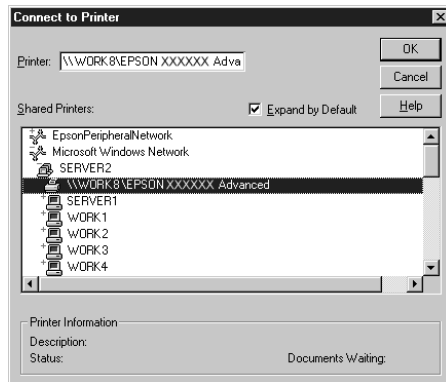 Connect to Printer
Printer: \\WORK8\EPSON XXXXXX Adva
OK
Cancel
Help
Shared Printers:
Expand by Default
EpsonPeripheralNetwork
Microsoft Windows Network
SERVER2
\\WORK8\EPSON XXXXXX Advanced
SERVER1
WORK1
WORK2
WORK3
WORK4
Printer Information
Description:
Status: Documents Waiting: